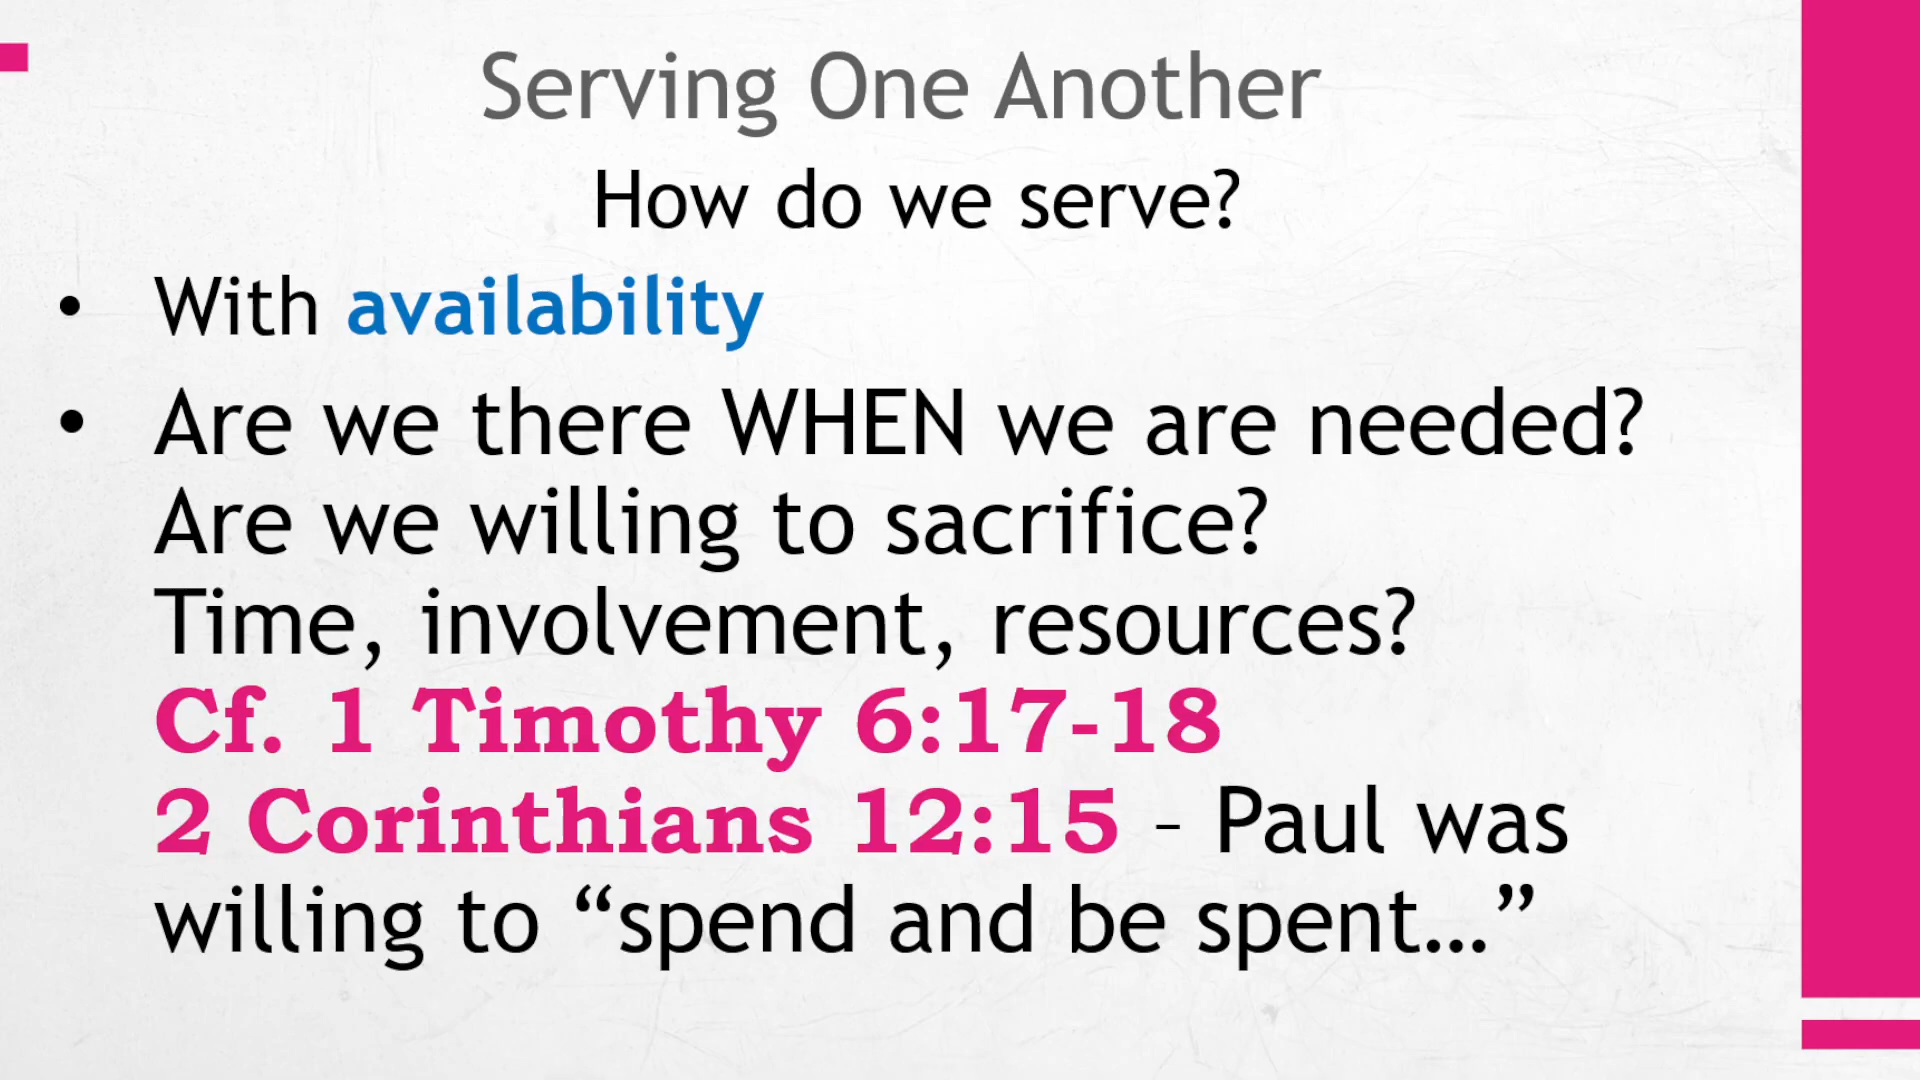 Serving One Another
How do we serve?
• With availability
• Are we there WHEN we are needed?
Are we willing to sacrifice?
Time, involvement, resources?
Cf. 1 Timothy 6:17-18
2 Corinthians 12:15 – Paul was
willing to “spend and be spent…”